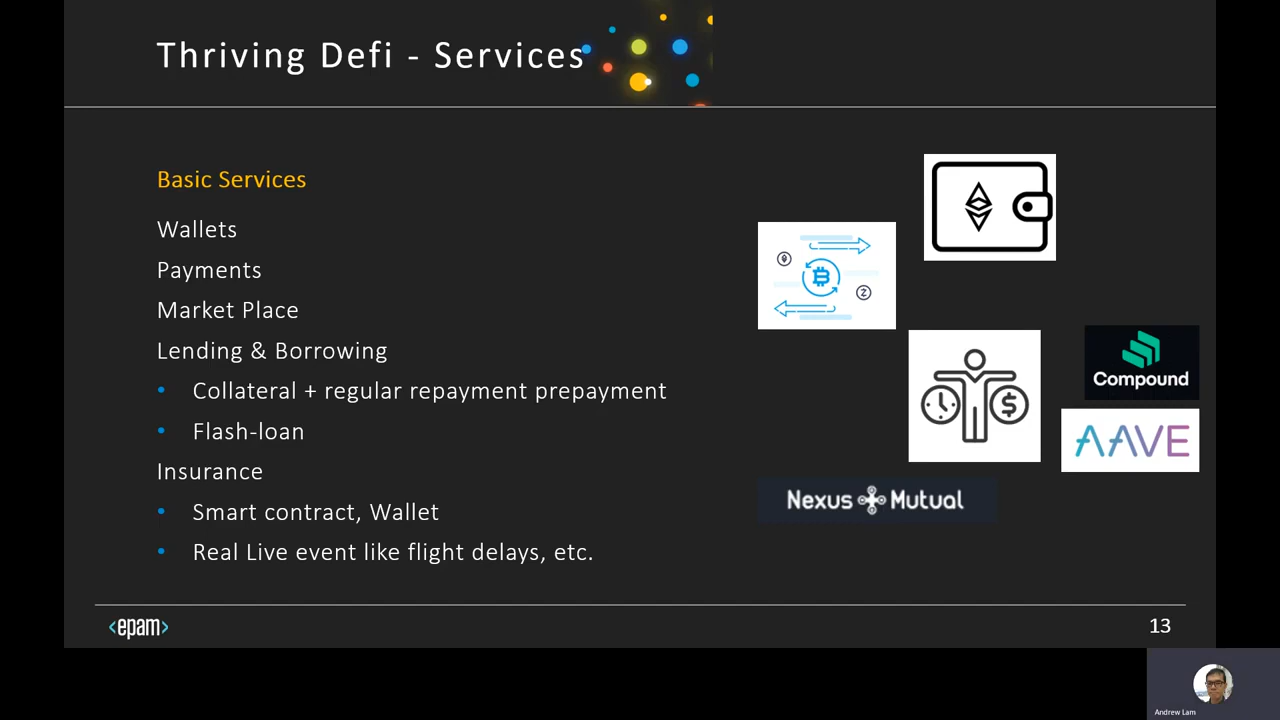 Thriving Defi - Services
Basic Services
Wallets
Payments
Market Place
Lending & Borrowing
• Collateral + regular repayment prepayment
• Flash-loan
Insurance
• Smart contract, Wallet
• Real Live event like flight delays, etc.
Compound
AAVE
Nexus Mutual
<epam>
13
Andrew Lam